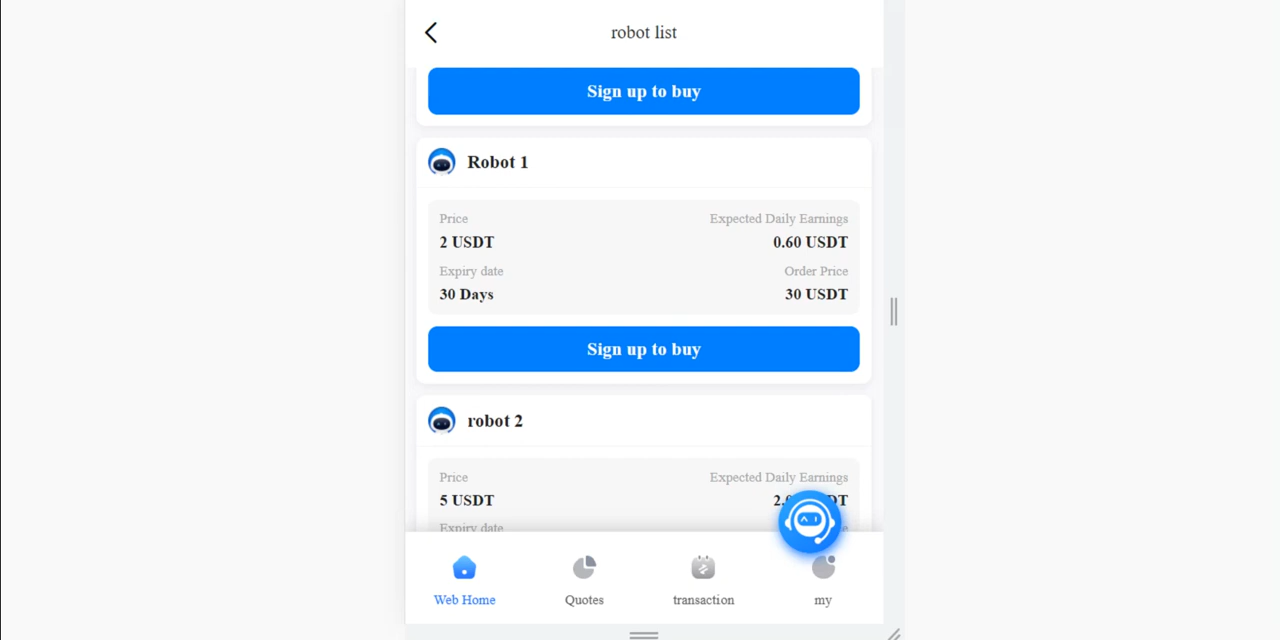 robot list
Sign up to buy
Robot 1
Price Expected Daily Earnings
2 USDT 0.60 USDT
Expiry date Order Price
30 Days 30 USDT
Sign up to buy
robot 2
Price Expected Daily Earnings
5 USDT
Expiry date
Web Home Quotes transaction my